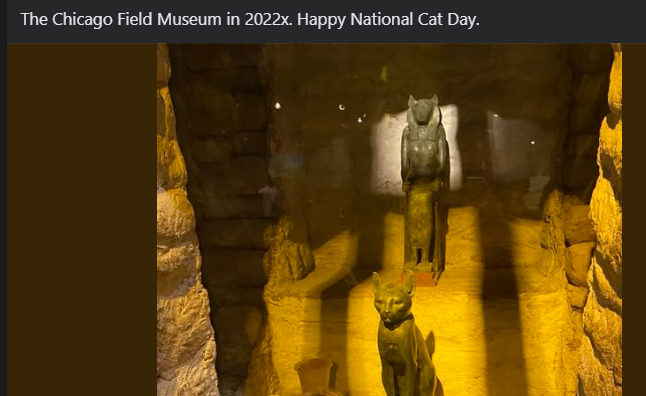 The Chicago Field Museum in 2022x. Happy National Cat Day.